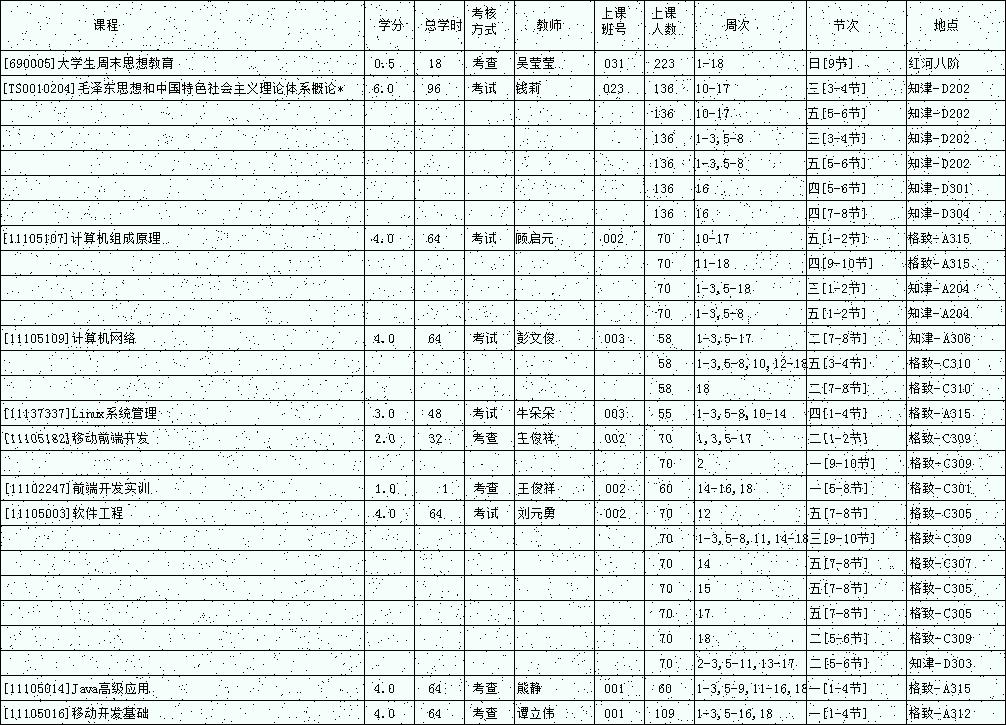 课程 学分 总学时 考核方式 教师 上课班号 上课人数 周次 节次 地点
[690005]大学生周末思想教育 0.5 18 考查 吴莹莹 031 223 1-18 日[9节] 红河八阶
[TS0010204]毛泽东思想和中国特色社会主义理论体系概论* 6.0 96 考试 钱莉 023 136 10-17 三[3-4节] 知津-D202
136 10-17 五[5-6节] 知津-D202
136 1-3,5-8 三[3-4节] 知津-D202
136 1-3,5-8 五[5-6节] 知津-D202
136 16 四[5-6节] 知津-D301
136 16 四[7-8节] 知津-D304
[11105107]计算机组成原理 4.0 64 考试 顾启元 002 70 10-17 五[1-2节] 格致-A315
70 11-18 四[9-10节] 格致-A315
70 1-3,5-18 三[1-2节] 知津-A204
70 1-3,5-8 五[1-2节] 知津-A204
[11105109]计算机网络 4.0 64 考试 彭文俊 003 58 1-3,5-17 二[7-8节] 知津-A306
58 1-3,5-8,10,12-18 五[3-4节] 格致-C310
58 18 二[7-8节] 格致-C310
[11137337]Linux系统管理 3.0 48 考试 牛朵朵 003 55 1-3,5-8,10-14 四[1-4节] 格致-A315
[11105182]移动前端开发 2.0 32 考查 王俊祥 002 70 1,3,5-17 二[1-2节] 格致-C309
70 2 一[9-10节] 格致-C309
[11102247]前端开发实训 1.0 1 考查 王俊祥 002 60 14-16,18 一[5-8节] 格致-C301
[11105003]软件工程 4.0 64 考试 刘元勇 002 70 12 五[7-8节] 格致-C305
70 1-3,5-8,11,14-18 三[9-10节] 格致-C309
70 14 五[7-8节] 格致-C307
70 15 五[7-8节] 格致-C305
70 17 五[7-8节] 格致-C305
70 18 二[5-6节] 格致-C309
70 2-3,5-11,13-17 二[5-6节] 知津-D303
[11105014]Java高级应用 4.0 64 考查 熊静 001 60 1-3,5-9,11-16,18 一[1-4节] 格致-A315
[11105016]移动开发基础 4.0 64 考查 谭立伟 001 109 1-3,5-16,18 一[1-4节] 格致-A312